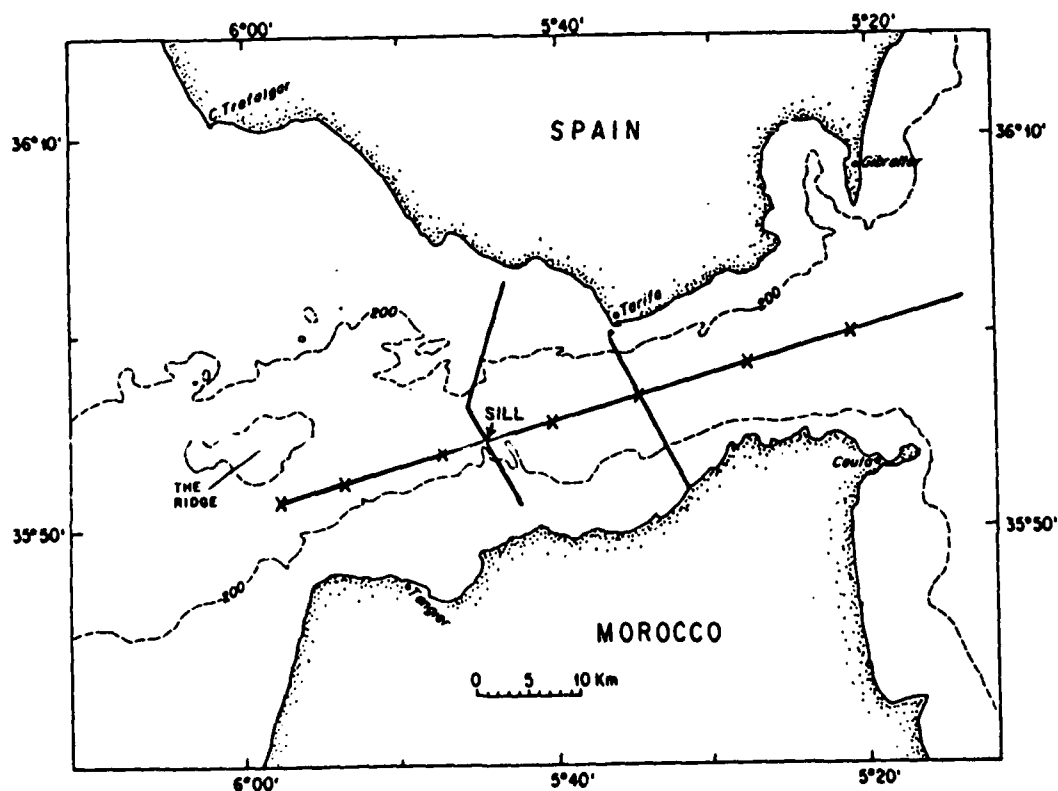 6°00' 5°40' 5°20'
C. Trafalgar
SPAIN
36°10' 36°10'
Gibraltar
Tarifa
200
200
SILL
THE
RIDGE
Ceuta
35°50' 35°50'
200
Tangier
MOROCCO
0 5 10 Km
6°00' 5°40' 5°20'